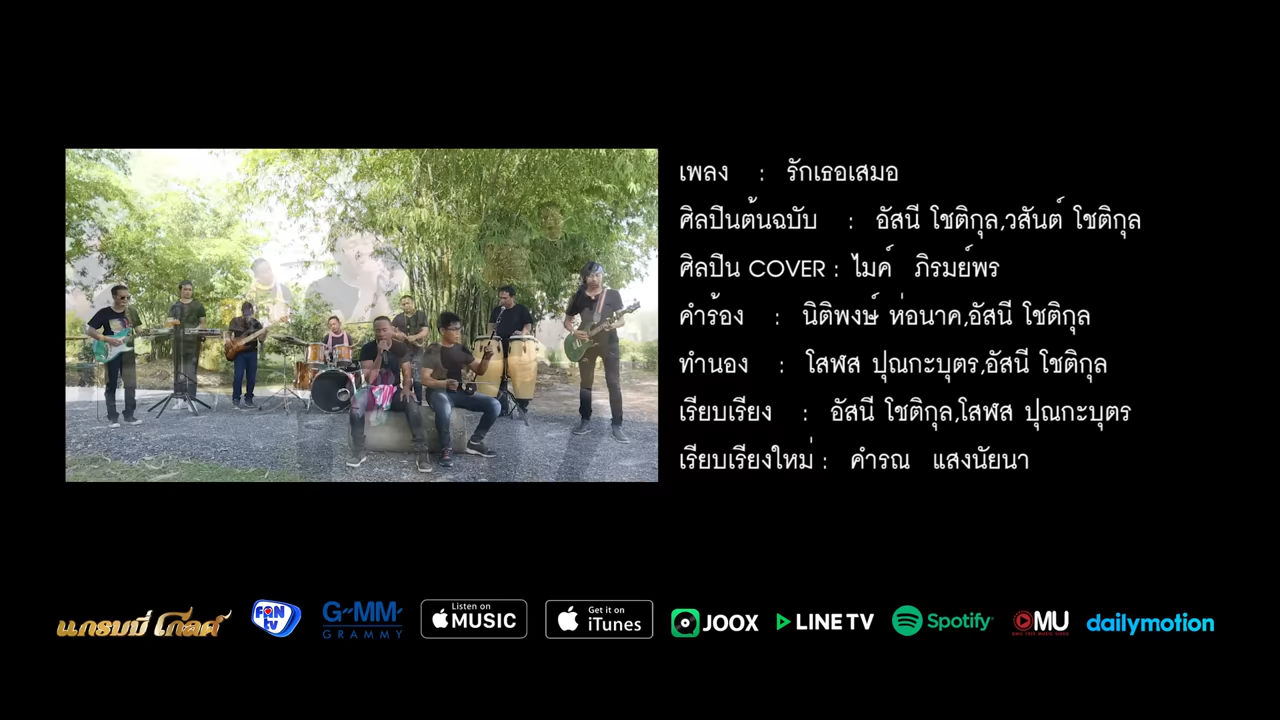 เพลง : รักเธอเสมอ
ศิลปินต้นฉบับ : อัสนี โชติกุล,วสันต์ โชติกุล
ศิลปิน COVER : ไมค์ ภิรมย์พร
คำร้อง : นิติพงษ์ ห่อนาค,อัสนี โชติกุล
ทำนอง : โสฬส ปุณกะบุตร,อัสนี โชติกุล
เรียบเรียง : อัสนี โชติกุล,โสฬส ปุณกะบุตร
เรียบเรียงใหม่ : คำรณ แสงนัยนา
แกรมมี่ โกลด์
FAN tv
GMM GRAMMY
Listen on MUSIC
Get it on iTunes
JOOX
LINE TV
Spotify
OMU
dailymotion